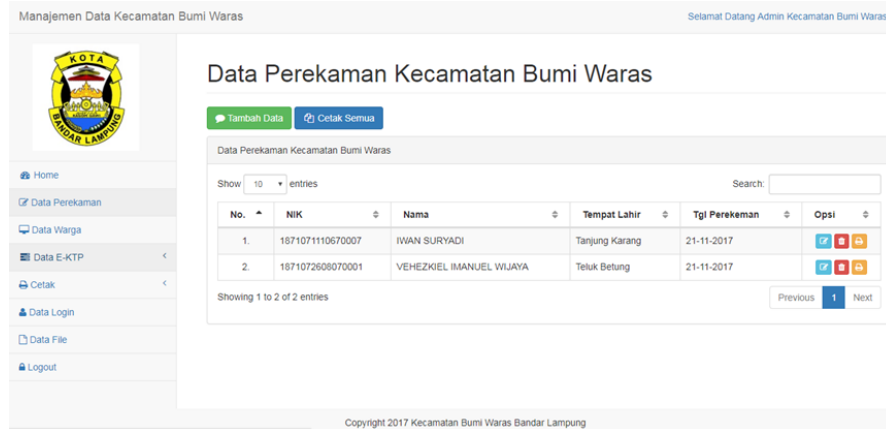 Manajemen Data Kecamatan Bumi Waras
Selamat Datang Admin Kecamatan Bumi Waras
KOTA
BANDAR LAMPUNG
Home
Data Perekaman
Data Warga
Data E-KTP
Cetak
Data Login
Data File
Logout
Data Perekaman Kecamatan Bumi Waras
Tambah Data Cetak Semua
Data Perekaman Kecamatan Bumi Waras
Show 10 entries Search:
No. NIK Nama Tempat Lahir Tgl Perekeman Opsi
1. 1871071110670007 IWAN SURYADI Tanjung Karang 21-11-2017
2. 1871072608070001 VEHEZKIEL IMANUEL WIJAYA Teluk Betung 21-11-2017
Showing 1 to 2 of 2 entries Previous 1 Next
Copyright 2017 Kecamatan Bumi Waras Bandar Lampung